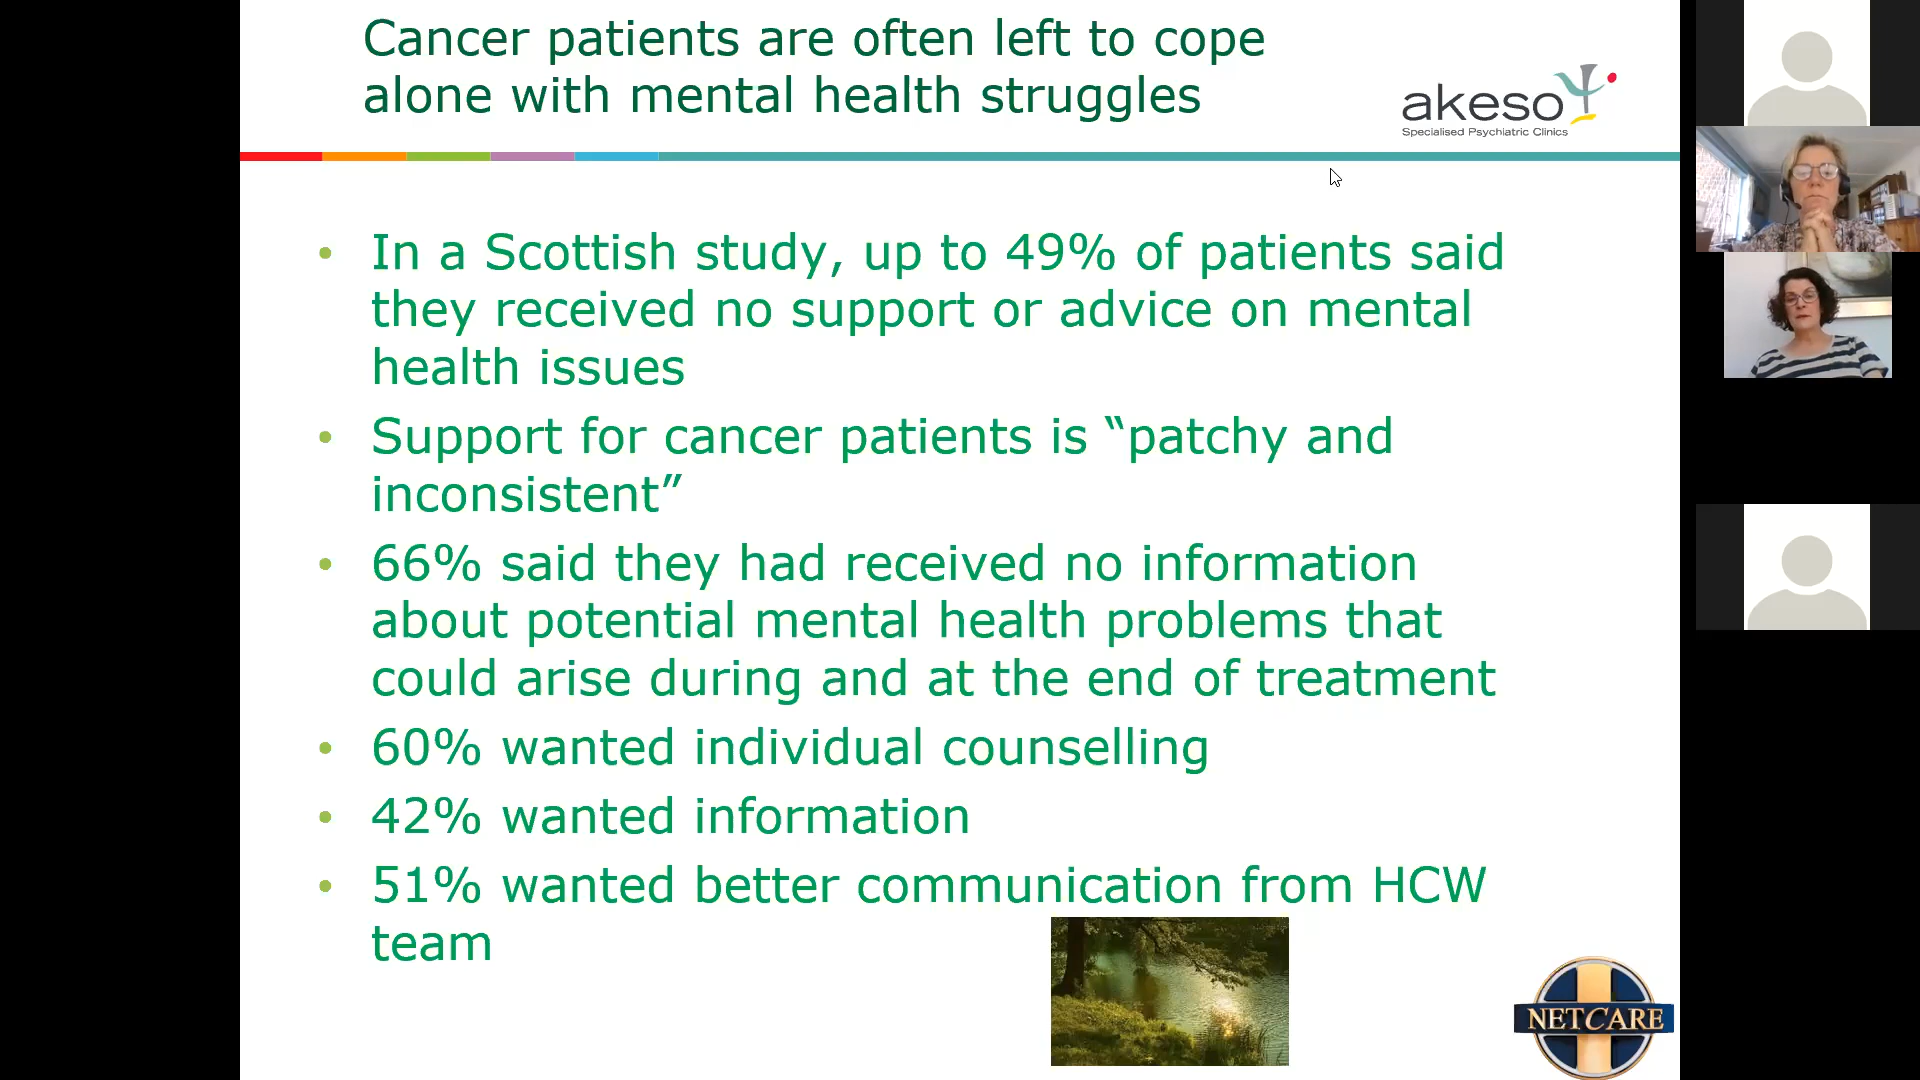 Cancer patients are often left to cope
alone with mental health struggles
akeso
Specialised Psychiatric Clinics
• In a Scottish study, up to 49% of patients said
they received no support or advice on mental
health issues
• Support for cancer patients is “patchy and
inconsistent”
• 66% said they had received no information
about potential mental health problems that
could arise during and at the end of treatment
• 60% wanted individual counselling
• 42% wanted information
• 51% wanted better communication from HCW
team
NETCARE